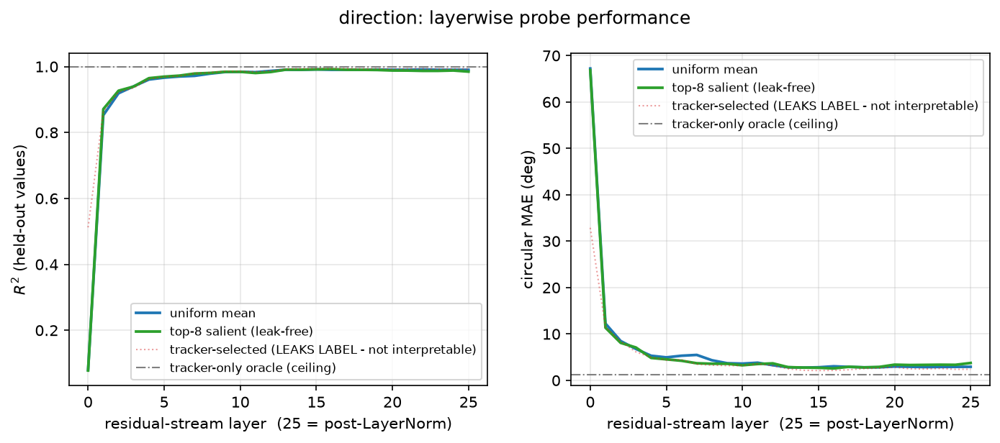 direction: layerwise probe performance
R² (held-out values)
1.0
0.8
0.6
0.4
0.2
uniform mean
top-8 salient (leak-free)
tracker-selected (LEAKS LABEL - not interpretable)
tracker-only oracle (ceiling)
0 5 10 15 20 25
residual-stream layer (25 = post-LayerNorm)
circular MAE (deg)
70
60
50
40
30
20
10
0
uniform mean
top-8 salient (leak-free)
tracker-selected (LEAKS LABEL - not interpretable)
tracker-only oracle (ceiling)
0 5 10 15 20 25
residual-stream layer (25 = post-LayerNorm)